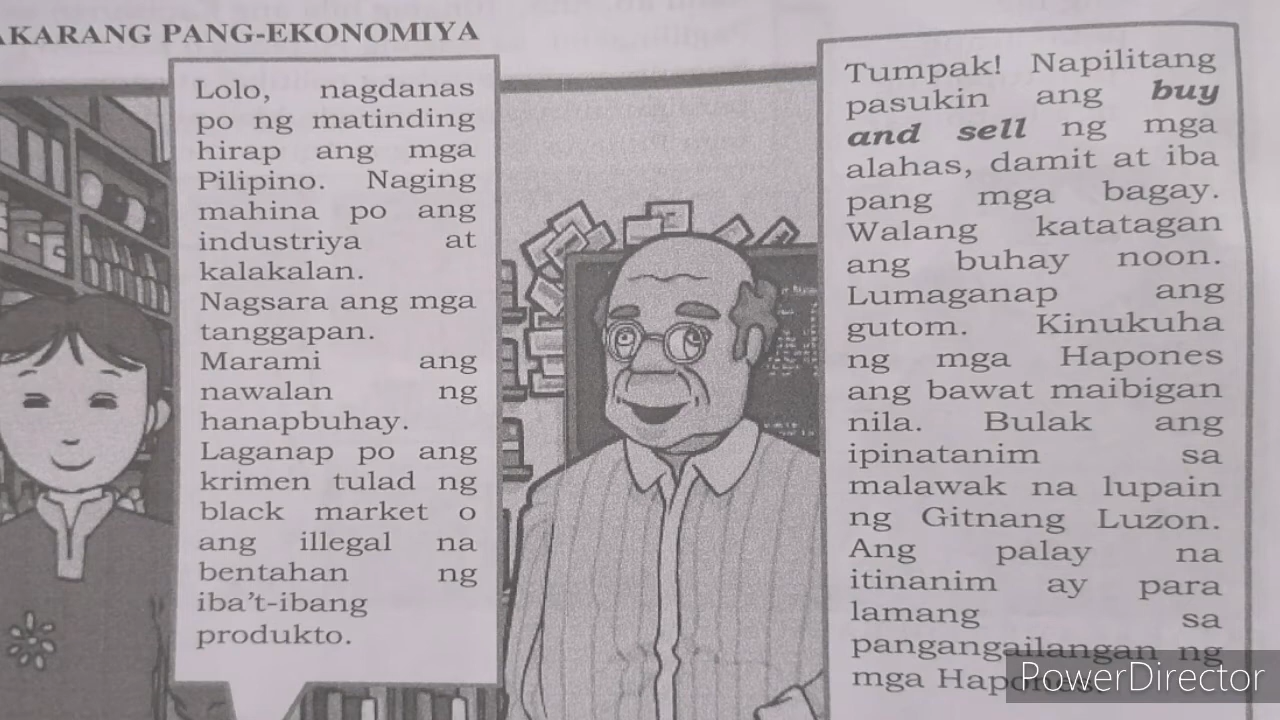 AKARANG PANG-EKONOMIYA
Lolo, nagdanas
po ng matinding
hirap ang mga
Pilipino. Naging
mahina po ang
industriya at
kalakalan.
Nagsara ang mga
tanggapan.
Marami ang
nawalan ng
hanapbuhay.
Laganap po ang
krimen tulad ng
black market o
ang illegal na
bentahan ng
iba't-ibang
produkto.
Tumpak! Napilitang
pasukin ang buy
and sell ng mga
alahas, damit at iba
pang mga bagay.
Walang katatagan
ang buhay noon.
Lumaganap ang
gutom. Kinukuha
ng mga Hapones
ang bawat maibigan
nila. Bulak ang
ipinatanim sa
malawak na lupain
ng Gitnang Luzon.
Ang palay na
itinanim ay para
lamang sa
pangangailangan ng
mga Hapones.
PowerDirector